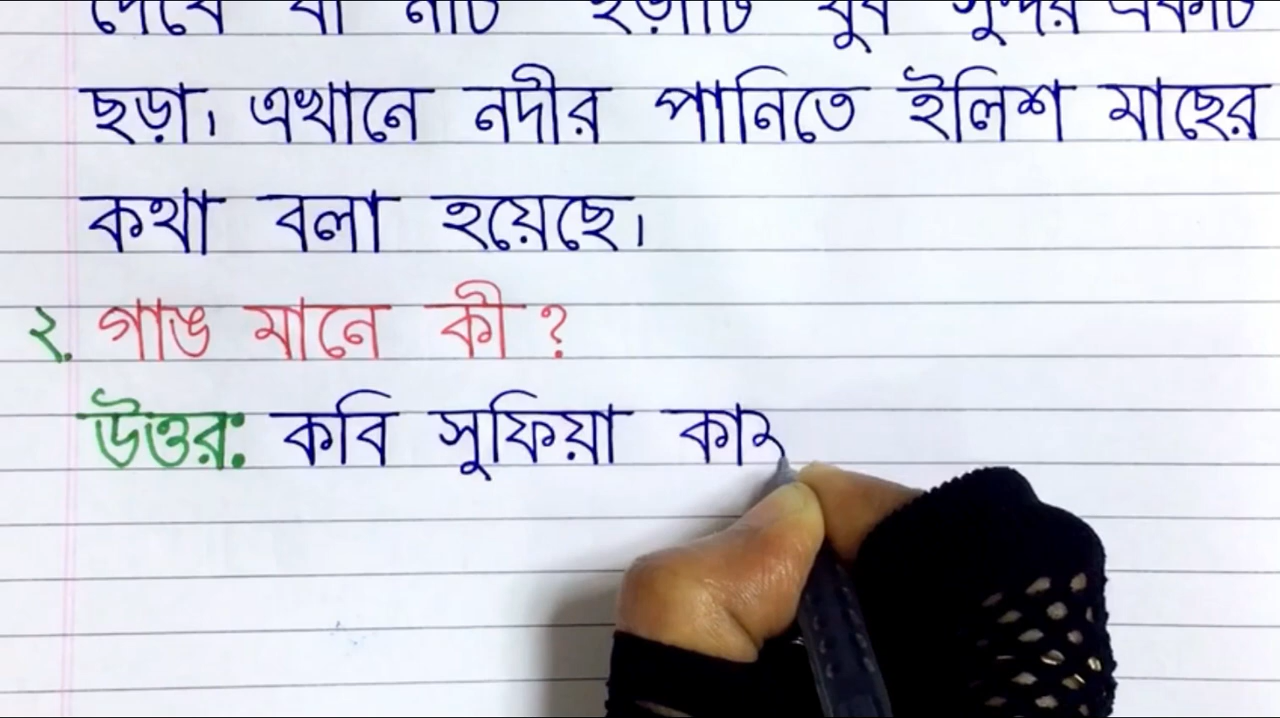 ছড়া। এখানে নদীর পানিতে ইলিশ মাছের
কথা বলা হয়েছে।
২. গাঙ মানে কী?
উত্তর: কবি সুফিয়া